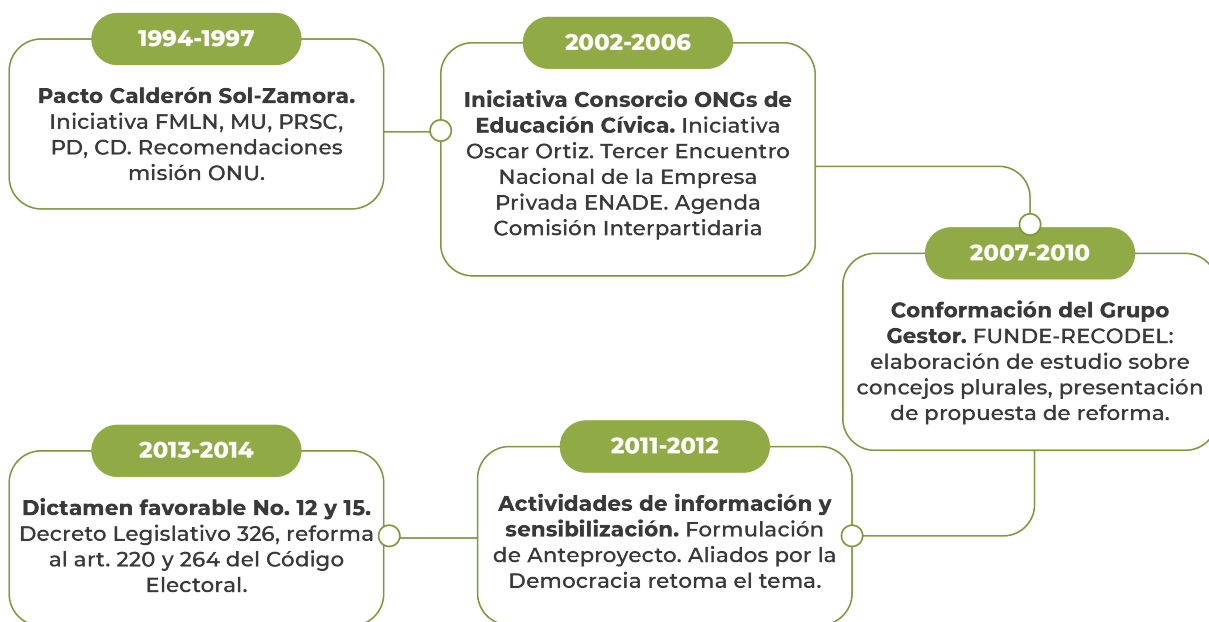 1994-1997
Pacto Calderón Sol-Zamora.
Iniciativa FMLN, MU, PRSC,
PD, CD. Recomendaciones
misión ONU.
2002-2006
Iniciativa Consorcio ONGs de
Educación Cívica. Iniciativa
Oscar Ortiz. Tercer Encuentro
Nacional de la Empresa
Privada ENADE. Agenda
Comisión Interpartidaria
2007-2010
Conformación del Grupo
Gestor. FUNDE-RECODEL:
elaboración de estudio sobre
concejos plurales, presentación
de propuesta de reforma.
2011-2012
Actividades de información y
sensibilización. Formulación
de Anteproyecto. Aliados por la
Democracia retoma el tema.
2013-2014
Dictamen favorable No. 12 y 15.
Decreto Legislativo 326, reforma
al art. 220 y 264 del Código
Electoral.